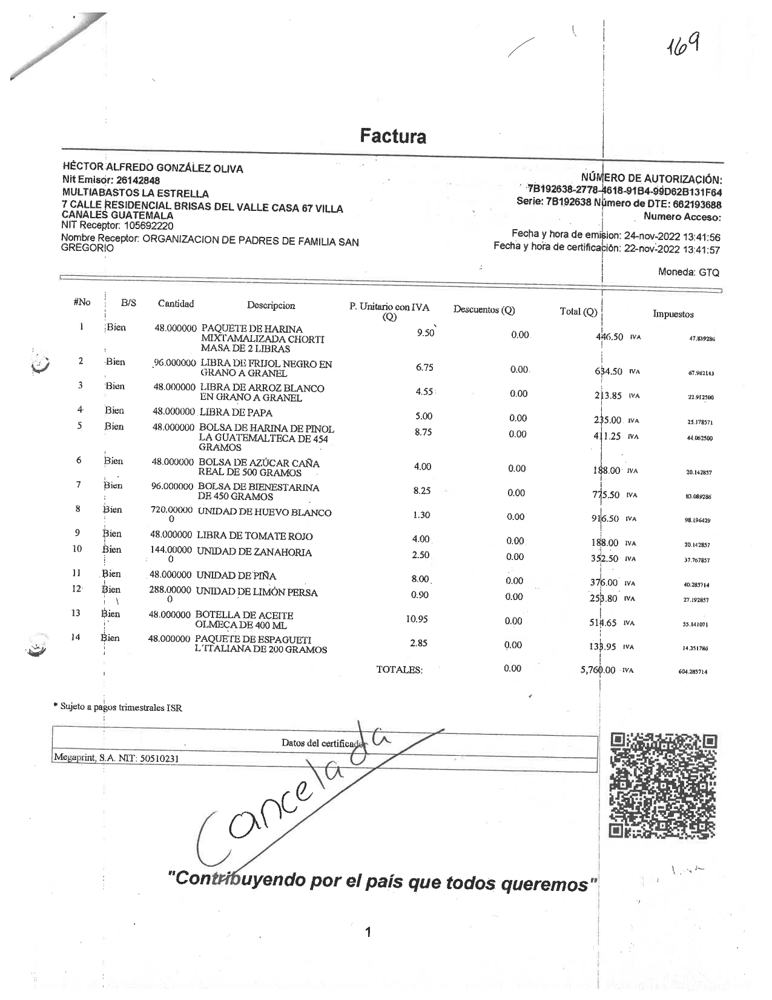 169
Factura
HÉCTOR ALFREDO GONZÁLEZ OLIVA
Nit Emisor: 26142848
MULTIABASTOS LA ESTRELLA
7 CALLE RESIDENCIAL BRISAS DEL VALLE CASA 67 VILLA
CANALES GUATEMALA
NIT Receptor: 105692220
Nombre Receptor: ORGANIZACION DE PADRES DE FAMILIA SAN
GREGORIO
NÚMERO DE AUTORIZACIÓN:
7B192638-2778-4618-91B4-99D62B131F64
Serie: 7B192638 Número de DTE: 662193688
Numero Acceso:
Fecha y hora de emision: 24-nov-2022 13:41:56
Fecha y hora de certificación: 22-nov-2022 13:41:57
Moneda: GTQ
#No B/S Cantidad Descripcion P. Unitario con IVA Descuentos (Q) Total (Q) Impuestos
(Q)
1 Bien 48.000000 PAQUETE DE HARINA 9.50 0.00 446.50 IVA 47.839286
MIXTAMALIZADA CHORTI
MASA DE 2 LIBRAS
2 Bien 96.000000 LIBRA DE FRIJOL NEGRO EN 6.75 0.00 634.50 IVA 67.982143
GRANO A GRANEL
3 Bien 48.000000 LIBRA DE ARROZ BLANCO 4.55 0.00 213.85 IVA 22.912500
EN GRANO A GRANEL
4 Bien 48.000000 LIBRA DE PAPA 5.00 0.00 235.00 IVA 25.178571
5 Bien 48.000000 BOLSA DE HARINA DE PINOL 8.75 0.00 411.25 IVA 44.062500
LA GUATEMALTECA DE 454
GRAMOS
6 Bien 48.000000 BOLSA DE AZÚCAR CAÑA 4.00 0.00 188.00 IVA 20.142857
REAL DE 500 GRAMOS
7 Bien 96.000000 BOLSA DE BIENESTARINA 8.25 0.00 775.50 IVA 83.089286
DE 450 GRAMOS
8 Bien 720.00000 UNIDAD DE HUEVO BLANCO 1.30 0.00 916.50 IVA 98.196429
0
9 Bien 48.000000 LIBRA DE TOMATE ROJO 4.00 0.00 188.00 IVA 20.142857
10 Bien 144.00000 UNIDAD DE ZANAHORIA 2.50 0.00 352.50 IVA 37.767857
0
11 Bien 48.000000 UNIDAD DE PIÑA 8.00 0.00 376.00 IVA 40.285714
12 Bien 288.00000 UNIDAD DE LIMÓN PERSA 0.90 0.00 253.80 IVA 27.192857
0
13 Bien 48.000000 BOTELLA DE ACEITE 10.95 0.00 514.65 IVA 55.141071
OLMECA DE 400 ML
14 Bien 48.000000 PAQUETE DE ESPAGUETI 2.85 0.00 133.95 IVA 14.351786
L'ITALIANA DE 200 GRAMOS
TOTALES: 0.00 5,760.00 IVA 604.285714
* Sujeto a pagos trimestrales ISR
Datos del certificador
Megaprint, S.A. NIT: 50510231
Cancelada
"Contribuyendo por el país que todos queremos"
1